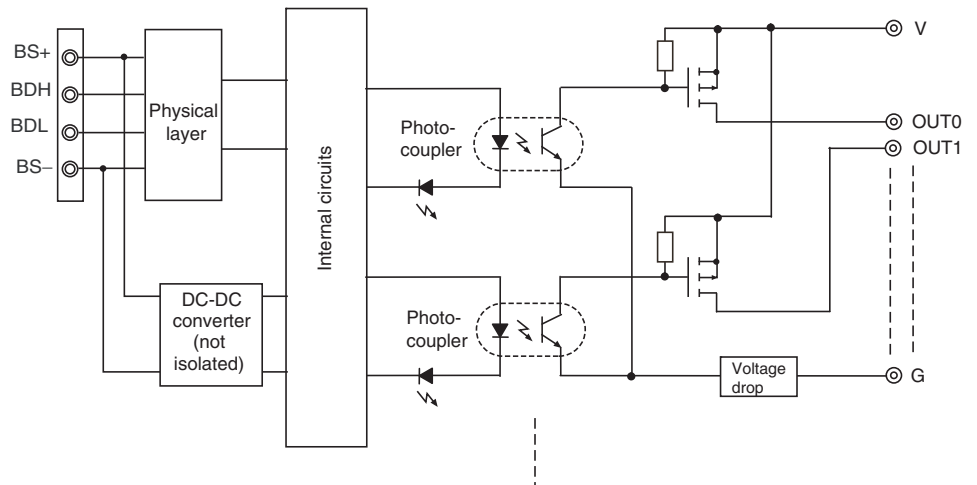 BS+
BDH
BDL
BS–
Physical
layer
DC-DC
converter
(not
isolated)
Internal circuits
Photo-
coupler
Photo-
coupler
Voltage
drop
V
OUT0
OUT1
G